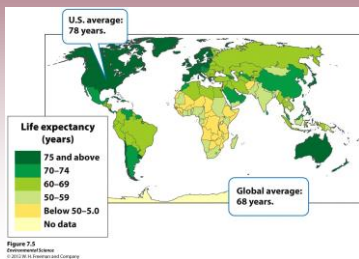 U.S. average:
78 years.
Life expectancy
(years)
75 and above
70–74
60–69
50–59
Below 50–5.0
No data
Global average:
68 years.
Figure 7.5
Environmental Science
© 2012 W. H. Freeman and Company